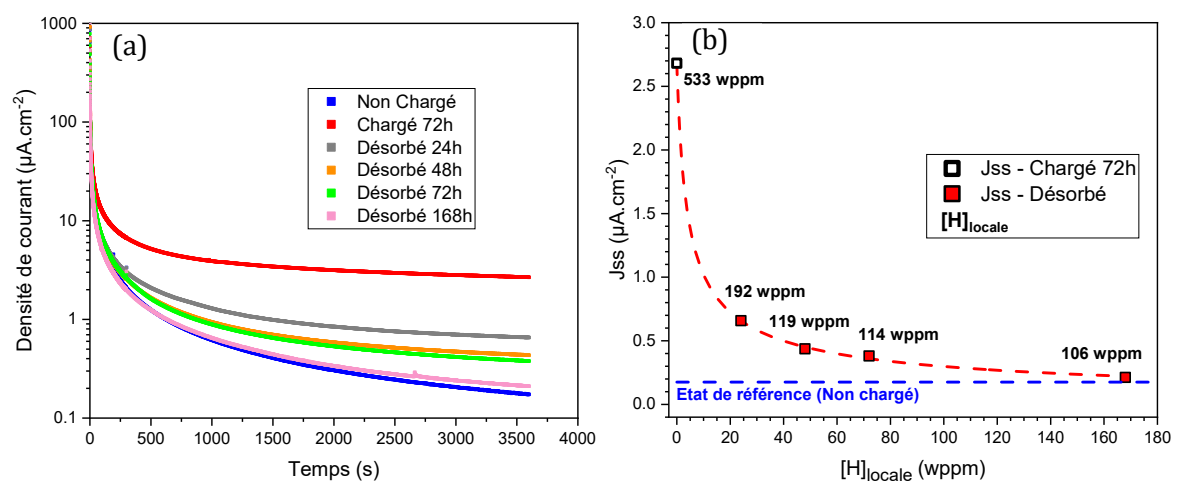 (a)
1000
100
10
1
0.1
Densité de courant (µA.cm-2)
Non Chargé
Chargé 72h
Désorbé 24h
Désorbé 48h
Désorbé 72h
Désorbé 168h
0 500 1000 1500 2000 2500 3000 3500 4000
Temps (s)
(b)
3.0
2.5
2.0
1.5
1.0
0.5
0.0
Jss (µA.cm-2)
533 wppm
Jss - Chargé 72h
Jss - Désorbé
[H]locale
192 wppm
119 wppm
114 wppm
106 wppm
Etat de référence (Non chargé)
0 20 40 60 80 100 120 140 160 180
[H]locale (wppm)